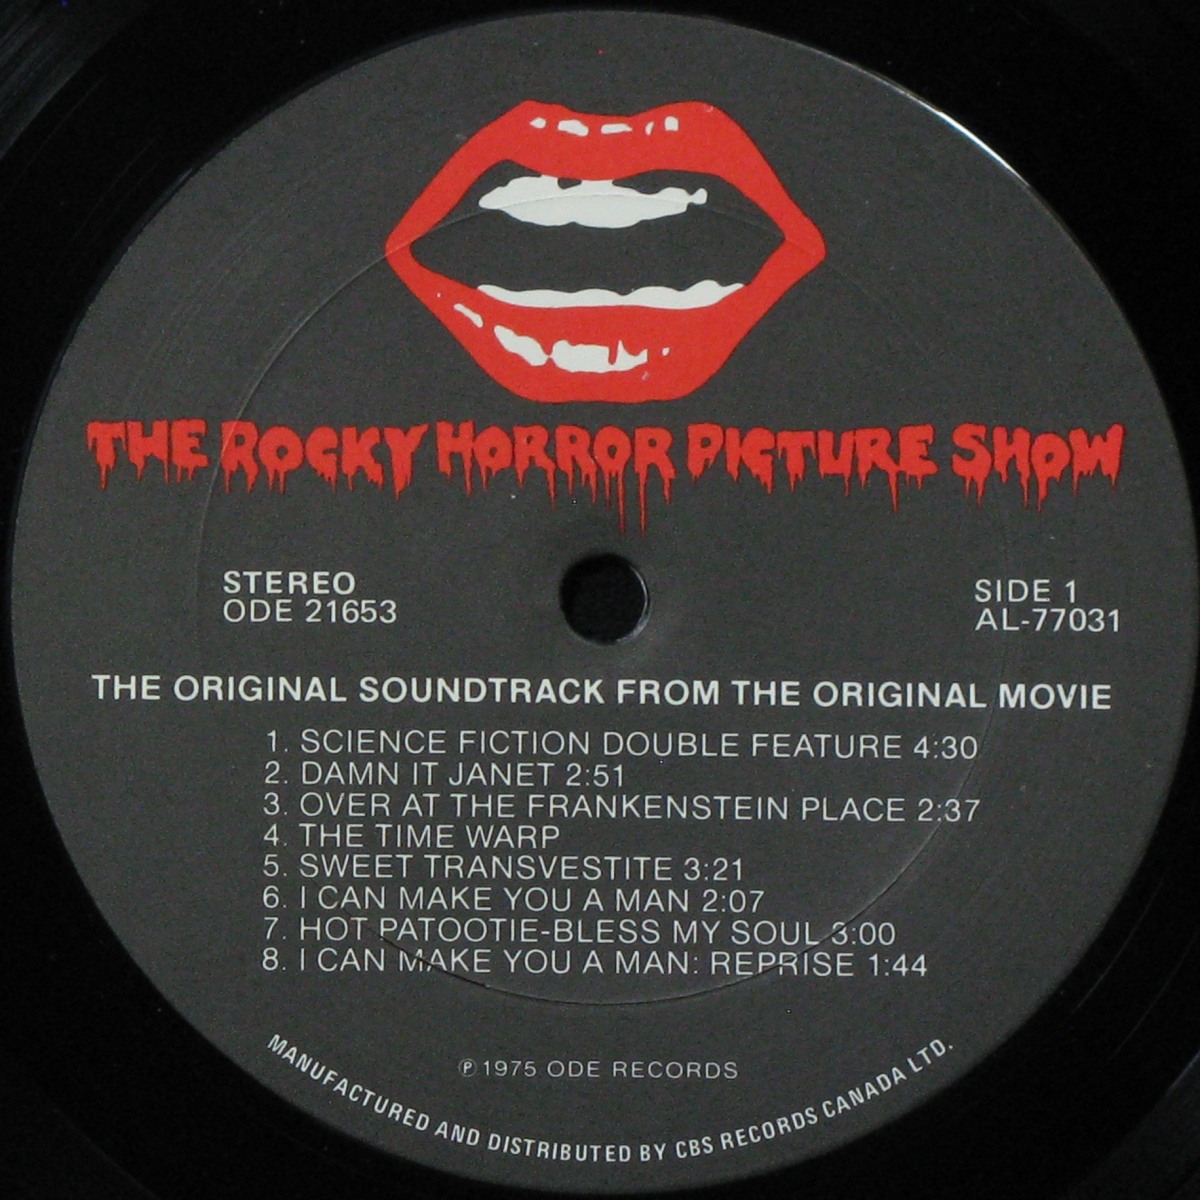 THE ROCKY HORROR PICTURE SHOW
STEREO
ODE 21653
SIDE 1
AL-77031
THE ORIGINAL SOUNDTRACK FROM THE ORIGINAL MOVIE
1. SCIENCE FICTION DOUBLE FEATURE 4:30
2. DAMN IT JANET 2:51
3. OVER AT THE FRANKENSTEIN PLACE 2:37
4. THE TIME WARP
5. SWEET TRANSVESTITE 3:21
6. I CAN MAKE YOU A MAN 2:07
7. HOT PATOOTIE-BLESS MY SOUL 3:00
8. I CAN MAKE YOU A MAN: REPRISE 1:44
℗ 1975 ODE RECORDS
MANUFACTURED AND DISTRIBUTED BY CBS RECORDS CANADA LTD.